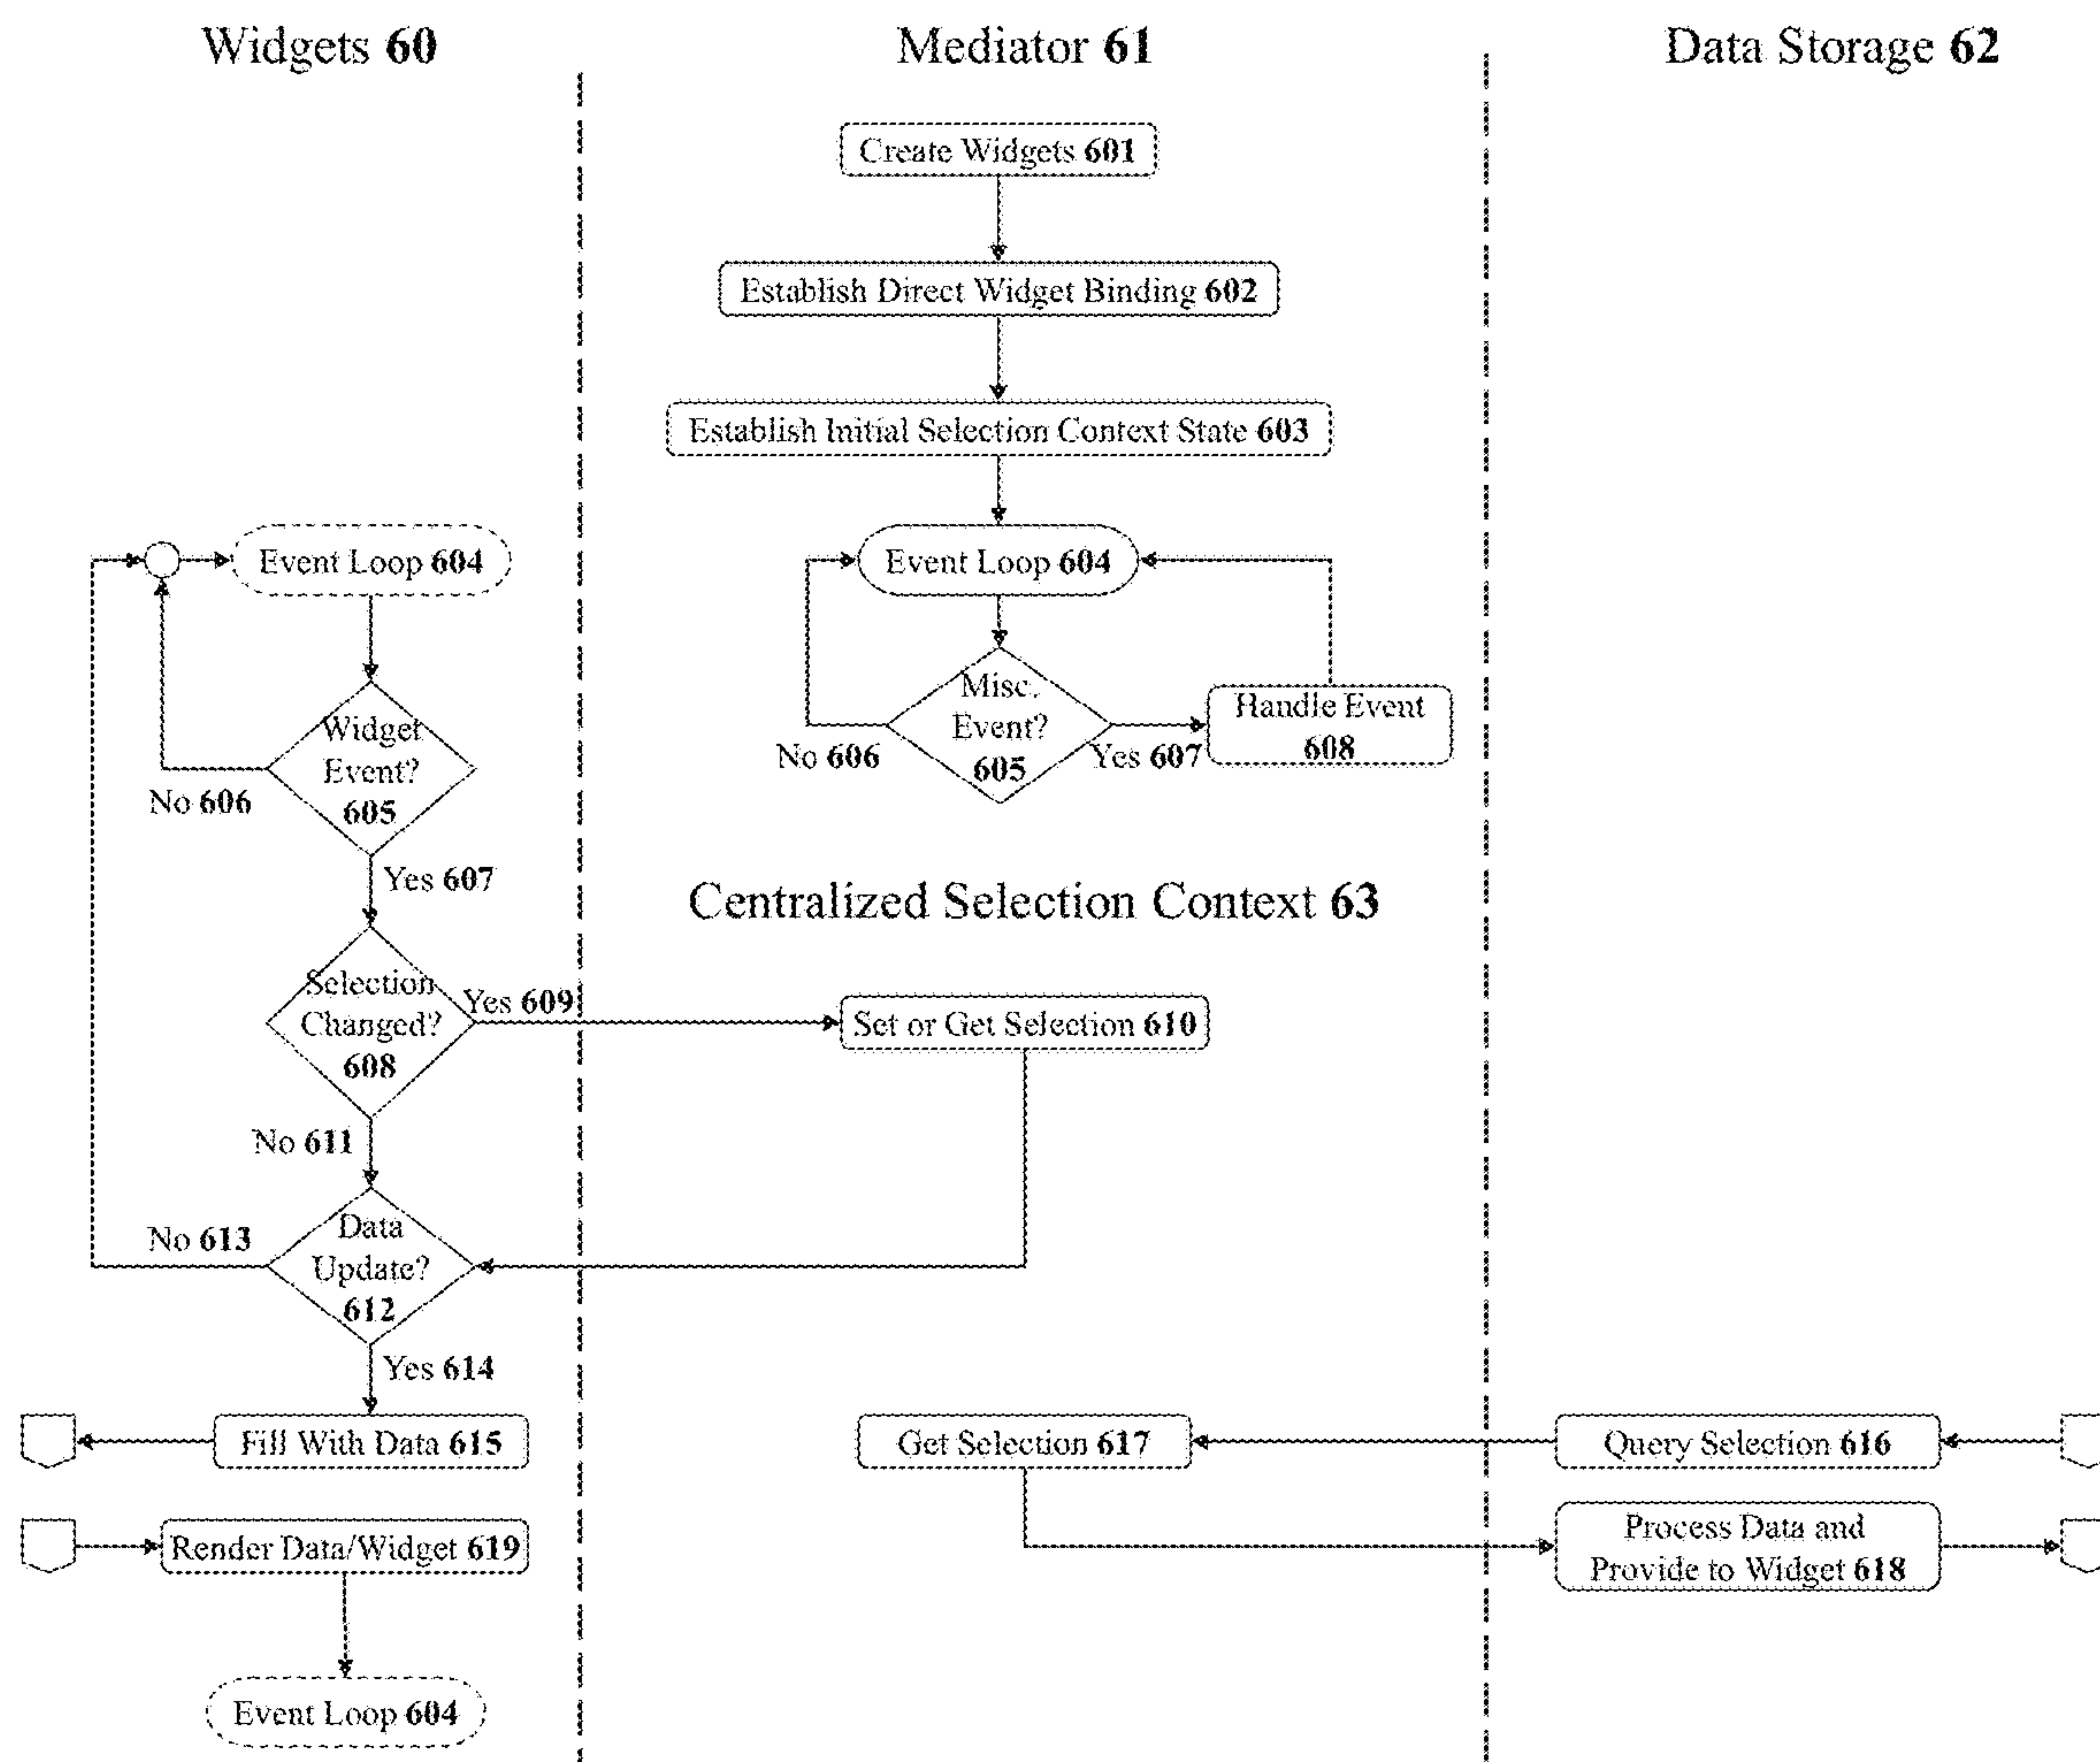 Widgets 60
Mediator 61
Data Storage 62
Create Widgets 601
Establish Direct Widget Binding 602
Establish Initial Selection Context State 603
Event Loop 604
Event Loop 604
Misc.
Event?
605
No 606
Yes 607
Handle Event
608
Widget
Event?
605
No 606
Yes 607
Centralized Selection Context 63
Selection
Changed?
608
Yes 609
Set or Get Selection 610
No 611
Data
Update?
612
No 613
Yes 614
Fill With Data 615
Get Selection 617
Query Selection 616
Render Data/Widget 619
Process Data and
Provide to Widget 618
Event Loop 604